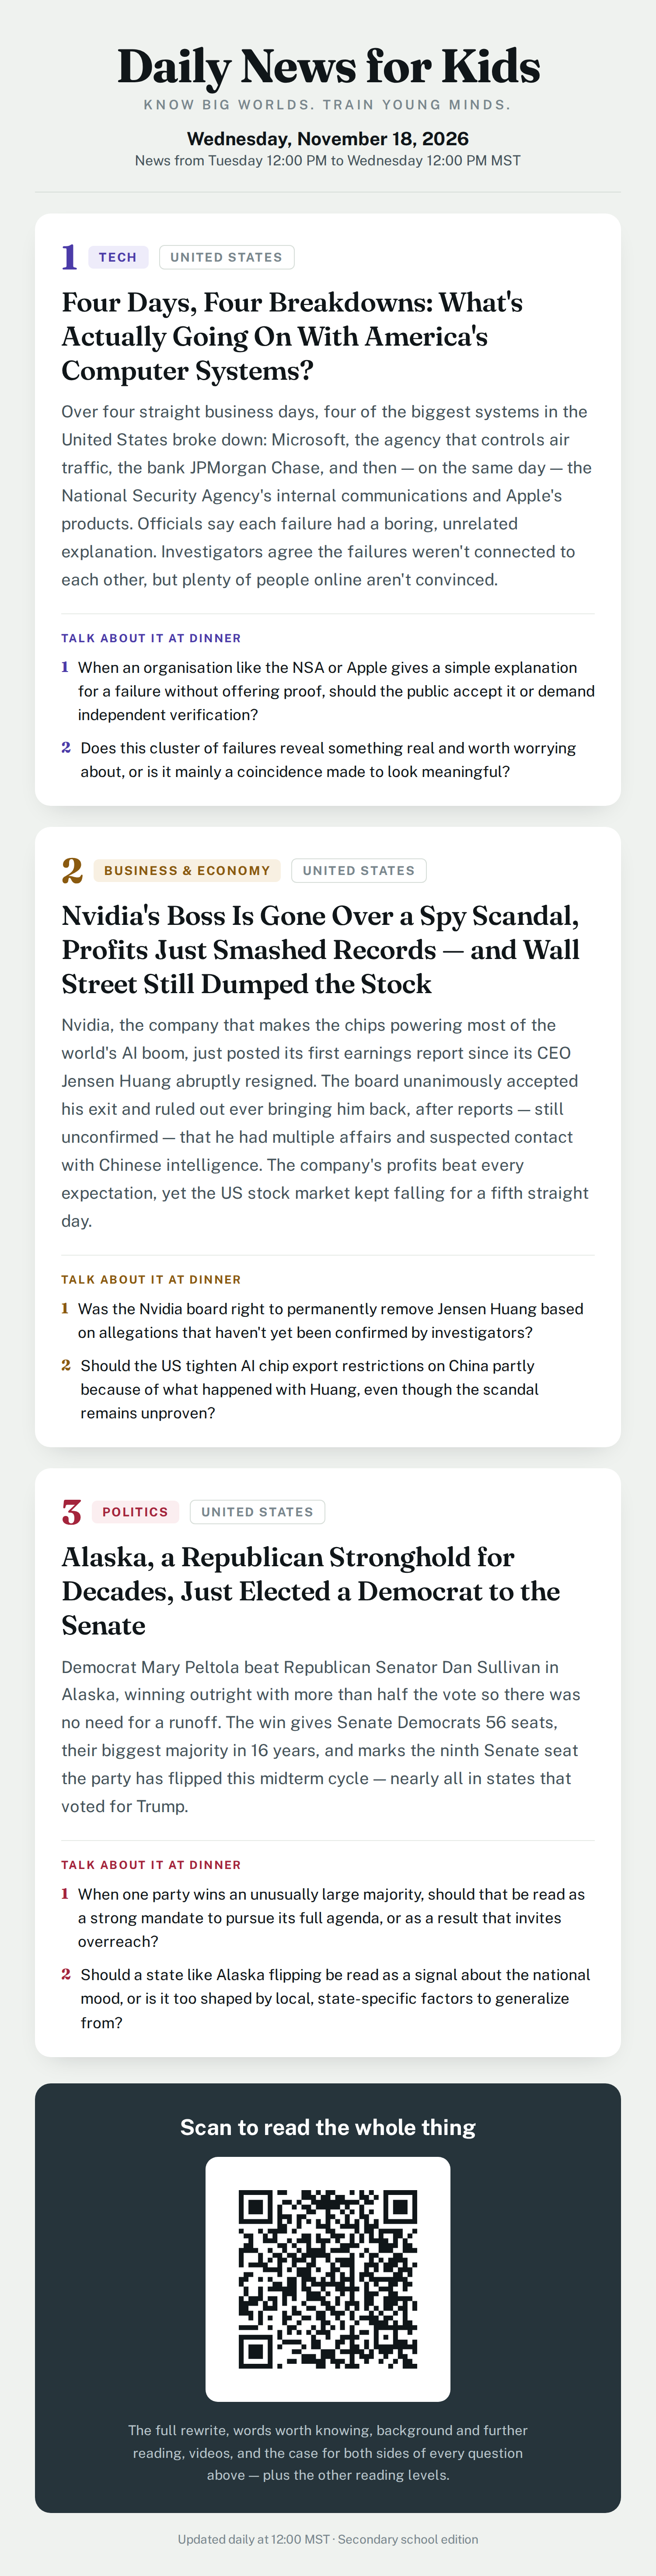 Daily News for Kids
KNOW BIG WORLDS. TRAIN YOUNG MINDS.
Wednesday, November 18, 2026
News from Tuesday 12:00 PM to Wednesday 12:00 PM MST
1 TECH UNITED STATES
Four Days, Four Breakdowns: What's
Actually Going On With America's
Computer Systems?
Over four straight business days, four of the biggest systems in the
United States broke down: Microsoft, the agency that controls air
traffic, the bank JPMorgan Chase, and then — on the same day — the
National Security Agency's internal communications and Apple's
products. Officials say each failure had a boring, unrelated
explanation. Investigators agree the failures weren't connected to
each other, but plenty of people online aren't convinced.
TALK ABOUT IT AT DINNER
1 When an organisation like the NSA or Apple gives a simple explanation
for a failure without offering proof, should the public accept it or demand
independent verification?
2 Does this cluster of failures reveal something real and worth worrying
about, or is it mainly a coincidence made to look meaningful?
2 BUSINESS & ECONOMY UNITED STATES
Nvidia's Boss Is Gone Over a Spy Scandal,
Profits Just Smashed Records — and Wall
Street Still Dumped the Stock
Nvidia, the company that makes the chips powering most of the
world's AI boom, just posted its first earnings report since its CEO
Jensen Huang abruptly resigned. The board unanimously accepted
his exit and ruled out ever bringing him back, after reports — still
unconfirmed — that he had multiple affairs and suspected contact
with Chinese intelligence. The company's profits beat every
expectation, yet the US stock market kept falling for a fifth straight
day.
TALK ABOUT IT AT DINNER
1 Was the Nvidia board right to permanently remove Jensen Huang based
on allegations that haven't yet been confirmed by investigators?
2 Should the US tighten AI chip export restrictions on China partly
because of what happened with Huang, even though the scandal
remains unproven?
3 POLITICS UNITED STATES
Alaska, a Republican Stronghold for
Decades, Just Elected a Democrat to the
Senate
Democrat Mary Peltola beat Republican Senator Dan Sullivan in
Alaska, winning outright with more than half the vote so there was
no need for a runoff. The win gives Senate Democrats 56 seats,
their biggest majority in 16 years, and marks the ninth Senate seat
the party has flipped this midterm cycle — nearly all in states that
voted for Trump.
TALK ABOUT IT AT DINNER
1 When one party wins an unusually large majority, should that be read as
a strong mandate to pursue its full agenda, or as a result that invites
overreach?
2 Should a state like Alaska flipping be read as a signal about the national
mood, or is it too shaped by local, state-specific factors to generalize
from?
Scan to read the whole thing
The full rewrite, words worth knowing, background and further
reading, videos, and the case for both sides of every question
above — plus the other reading levels.
Updated daily at 12:00 MST · Secondary school edition